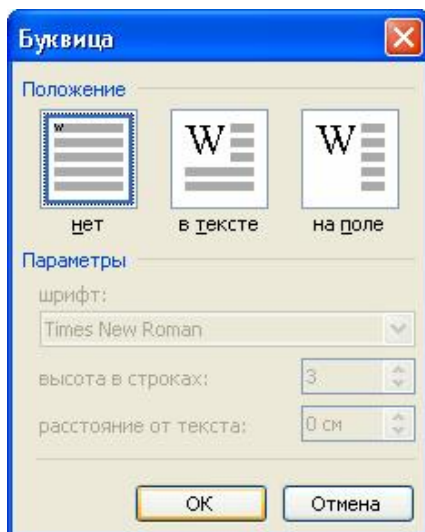 Буквица
Положение
W W W
нет в тексте на поле
Параметры
шрифт:
Times New Roman
высота в строках: 3
расстояние от текста: 0 см
ОК Отмена